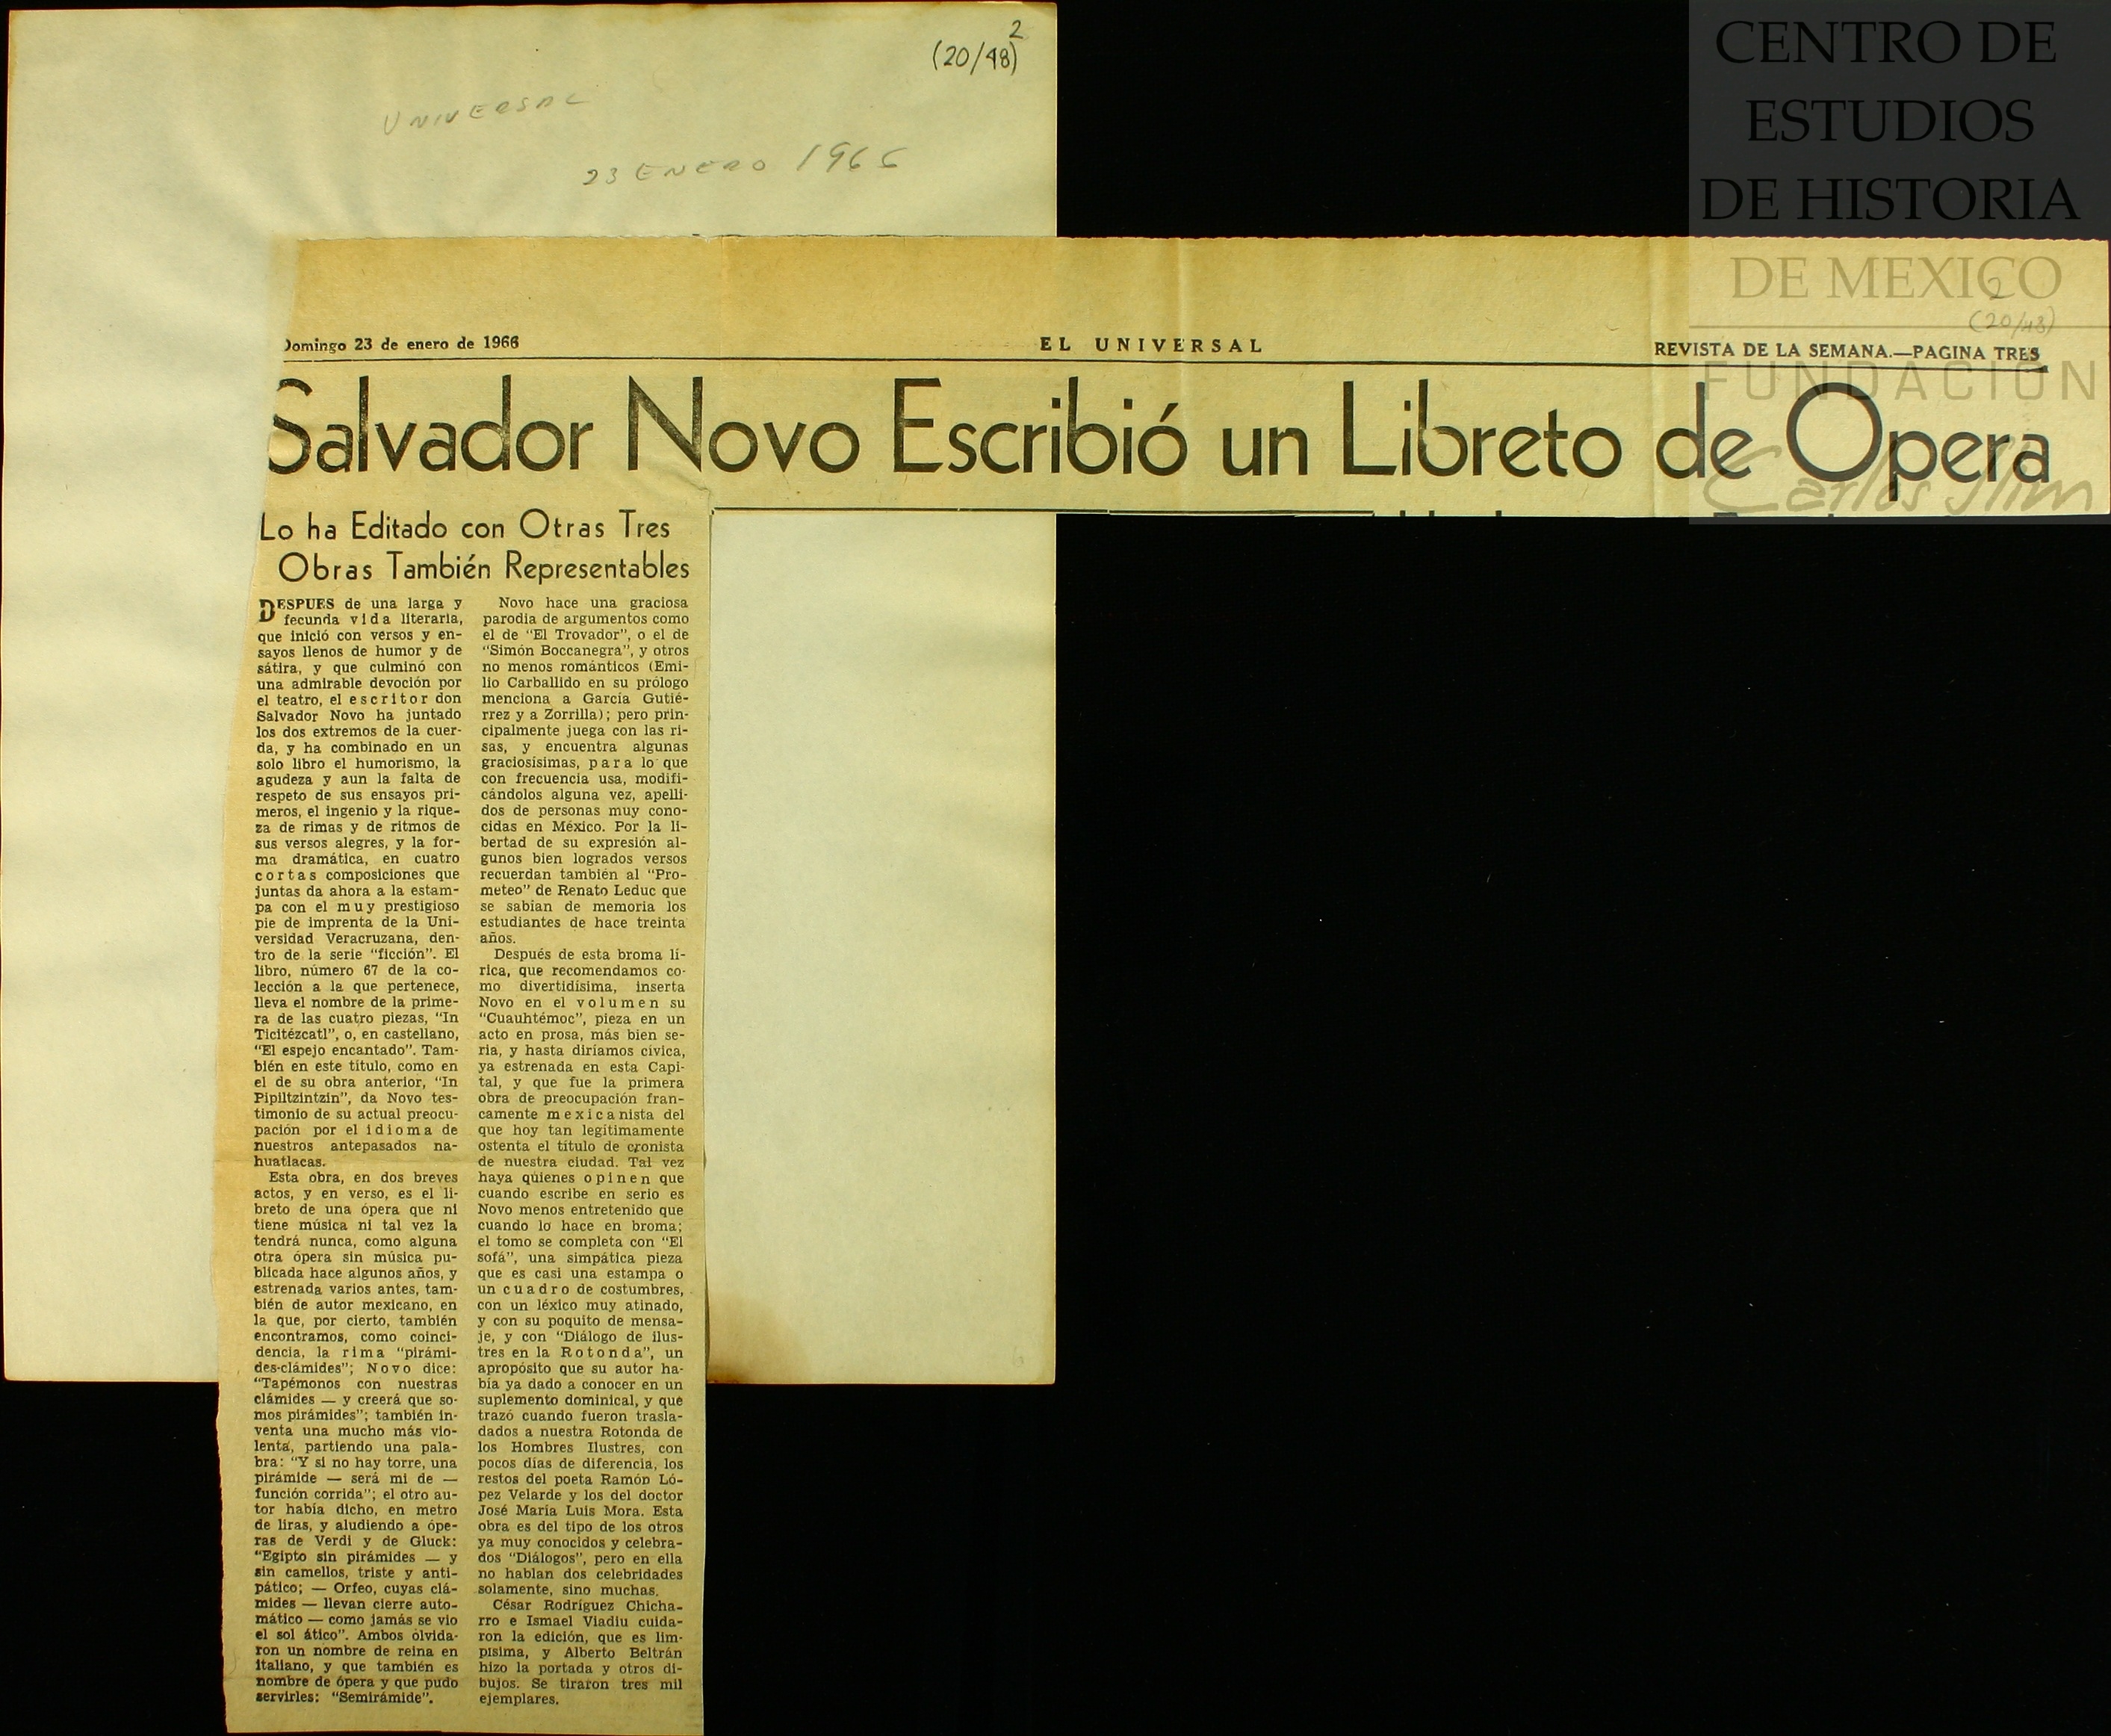 2
(20/48)
UNIVERSAL
23 ENERO 1966
CENTRO DE
ESTUDIOS
DE HISTORIA
DE MEXICO
2
(20/48)
FUNDACIÓN
Carlos Slim
Domingo 23 de enero de 1966
EL UNIVERSAL
REVISTA DE LA SEMANA.—PAGINA TRES
Salvador Novo Escribió un Libreto de Opera
Lo ha Editado con Otras Tres
Obras También Representables
DESPUES de una larga y
fecunda vida literaria,
que inició con versos y en-
sayos llenos de humor y de
sátira, y que culminó con
una admirable devoción por
el teatro, el escritor don
Salvador Novo ha juntado
los dos extremos de la cuer-
da, y ha combinado en un
solo libro el humorismo, la
agudeza y aun la falta de
respeto de sus ensayos pri-
meros, el ingenio y la rique-
za de rimas y de ritmos de
sus versos alegres, y la for-
ma dramática, en cuatro
cortas composiciones que
juntas da ahora a la estam-
pa con el muy prestigioso
pie de imprenta de la Uni-
versidad Veracruzana, den-
tro de la serie "ficción". El
libro, número 67 de la co-
lección a la que pertenece,
lleva el nombre de la prime-
ra de las cuatro piezas, "In
Ticitézcatl", o, en castellano,
"El espejo encantado". Tam-
bién en este título, como en
el de su obra anterior, "In
Pipiltzintzin", da Novo tes-
timonio de su actual preocu-
pación por el idioma de
nuestros antepasados na-
huatlacas.
Esta obra, en dos breves
actos, y en verso, es el li-
breto de una ópera que ni
tiene música ni tal vez la
tendrá nunca, como alguna
otra ópera sin música pu-
blicada hace algunos años, y
estrenada varios antes, tam-
bién de autor mexicano, en
la que, por cierto, también
encontramos, como coinci-
dencia, la rima "pirámi-
des-clámides"; Novo dice:
"Tapémonos con nuestras
clámides — y creerá que so-
mos pirámides"; también in-
venta una mucho más vio-
lenta, partiendo una pala-
bra: "Y si no hay torre, una
pirámide — será mi de —
función corrida"; el otro au-
tor había dicho, en metro
de liras, y aludiendo a ópe-
ras de Verdi y de Gluck:
"Egipto sin pirámides — y
sin camellos, triste y anti-
pático; — Orfeo, cuyas clá-
mides — llevan cierre auto-
mático — como jamás se vio
el sol ático". Ambos olvida-
ron un nombre de reina en
italiano, y que también es
nombre de ópera y que pudo
servirles: "Semirámide".
Novo hace una graciosa
parodia de argumentos como
el de "El Trovador", o el de
"Simón Boccanegra", y otros
no menos románticos (Emi-
lio Carballido en su prólogo
menciona a García Gutié-
rrez y a Zorrilla); pero prin-
cipalmente juega con las ri-
sas, y encuentra algunas
graciosísimas, para lo que
con frecuencia usa, modifi-
cándolos alguna vez, apelli-
dos de personas muy cono-
cidas en México. Por la li-
bertad de su expresión al-
gunos bien logrados versos
recuerdan también al "Pro-
meteo" de Renato Leduc que
se sabían de memoria los
estudiantes de hace treinta
años.
Después de esta broma lí-
rica, que recomendamos co-
mo divertidísima, inserta
Novo en el volumen su
"Cuauhtémoc", pieza en un
acto en prosa, más bien se-
ria, y hasta diríamos cívica,
ya estrenada en esta Capi-
tal, y que fue la primera
obra de preocupación fran-
camente mexicanista del
que hoy tan legítimamente
ostenta el título de cronista
de nuestra ciudad. Tal vez
haya quienes opinen que
cuando escribe en serio es
Novo menos entretenido que
cuando lo hace en broma;
el tomo se completa con "El
sofá", una simpática pieza
que es casi una estampa o
un cuadro de costumbres,
con un léxico muy atinado,
y con su poquito de mensa-
je, y con "Diálogo de ilus-
tres en la Rotonda", un
apropósito que su autor ha-
bía ya dado a conocer en un
suplemento dominical, y que
trazó cuando fueron trasla-
dados a nuestra Rotonda de
los Hombres Ilustres, con
pocos días de diferencia, los
restos del poeta Ramón Ló-
pez Velarde y los del doctor
José María Luis Mora. Esta
obra es del tipo de los otros
ya muy conocidos y celebra-
dos "Diálogos", pero en ella
no hablan dos celebridades
solamente, sino muchas.
César Rodríguez Chicha-
rro e Ismael Viadiu cuida-
ron la edición, que es lim-
písima, y Alberto Beltrán
hizo la portada y otros di-
bujos. Se tiraron tres mil
ejemplares.